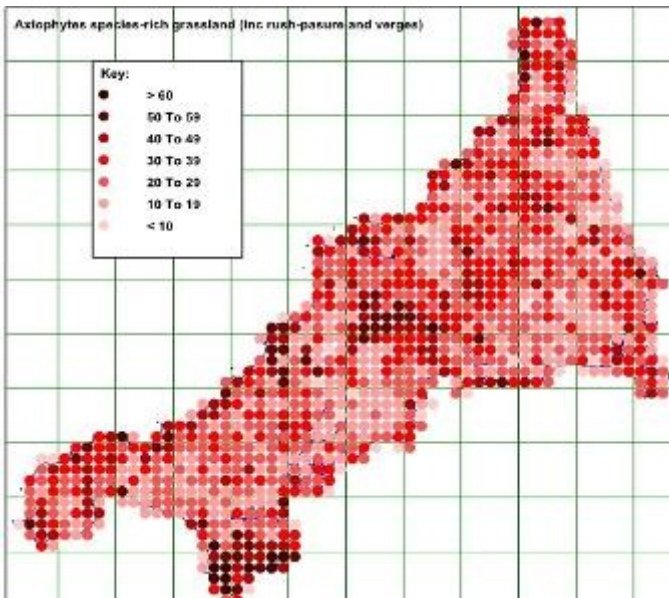 Axiophytes species-rich grassland (inc rush-pasure and verges)
Key:
> 60
50 To 59
40 To 49
30 To 39
20 To 29
10 To 19
< 10